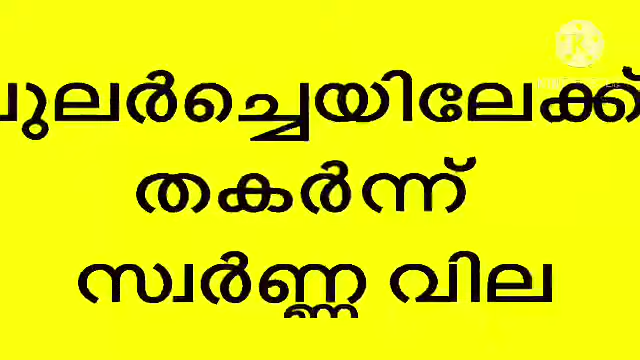 പുലർച്ചെയിലേക്ക്
തകർന്ന്
സ്വർണ്ണ വില